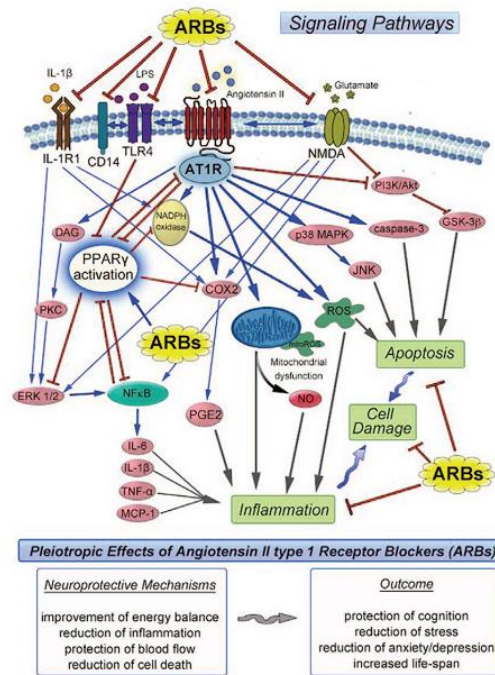 Signaling Pathways
ARBs
IL-1β
LPS
Angiotensin II
Glutamate
IL-1R1
CD14
TLR4
AT1R
NMDA
PI3K/Akt
GSK-3β
DAG
NADPH
oxidase
p38 MAPK
caspase-3
PPARγ
activation
JNK
COX2
PKC
ROS
mitoROS
Mitochondrial
dysfunction
ARBs
Apoptosis
ERK 1/2
NFκB
PGE2
NO
Cell
Damage
IL-6
IL-1β
TNF-α
MCP-1
Inflammation
ARBs
Pleiotropic Effects of Angiotensin II type 1 Receptor Blockers (ARBs)
Neuroprotective Mechanisms
improvement of energy balance
reduction of inflammation
protection of blood flow
reduction of cell death
Outcome
protection of cognition
reduction of stress
reduction of anxiety/depression
increased life-span